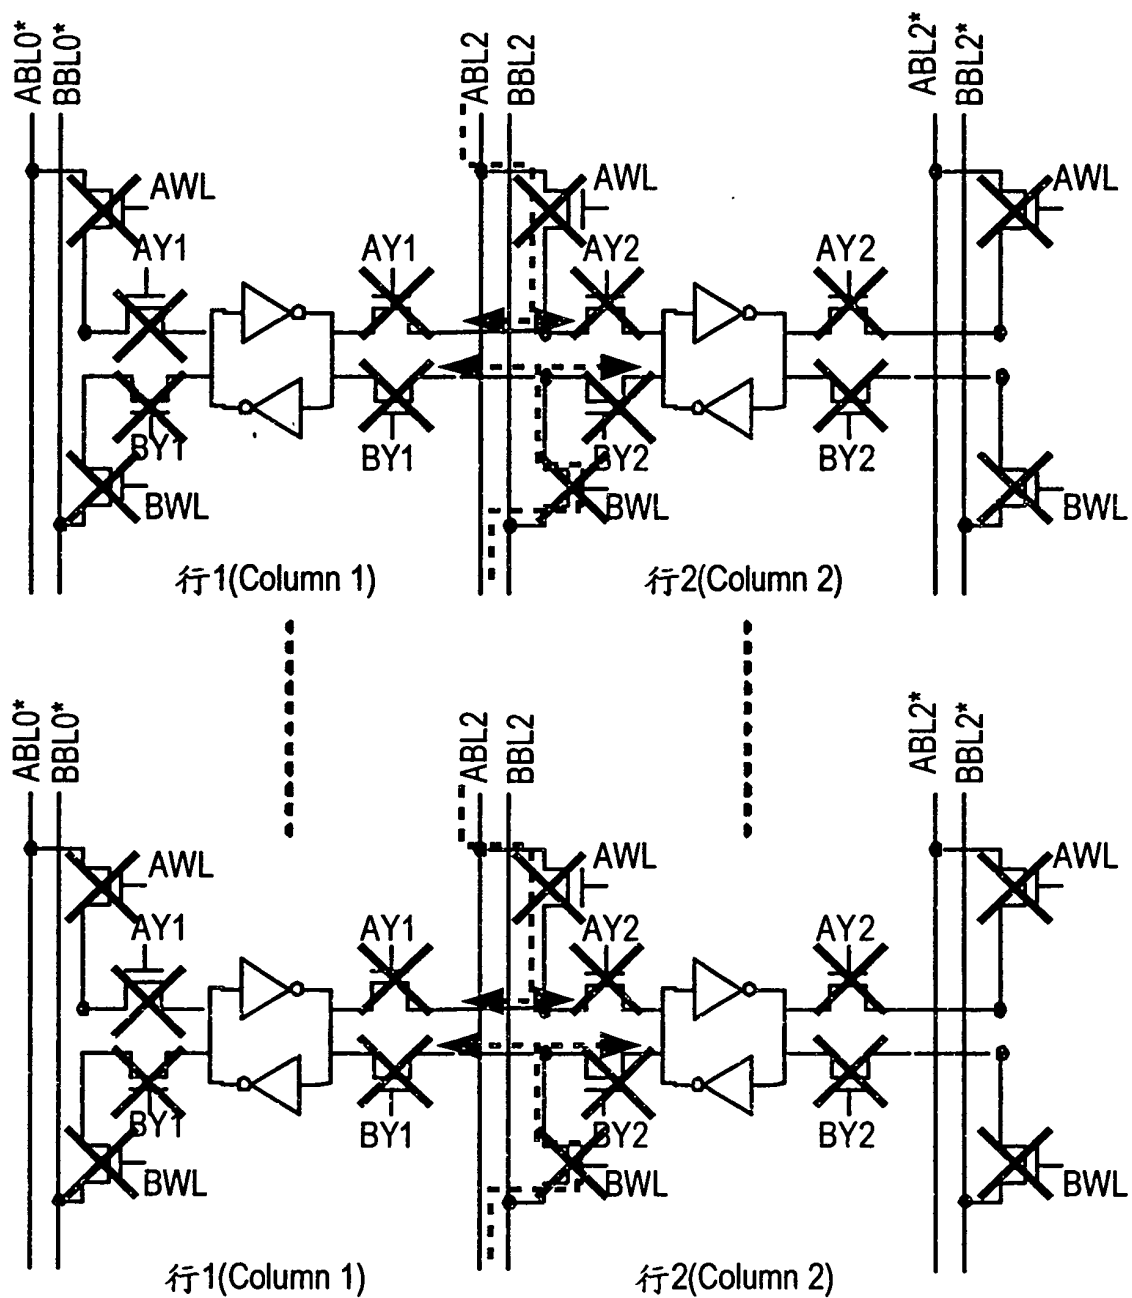 ABL0* BBL0* ABL2 BBL2 ABL2* BBL2*
AWL AWL AWL
AY1 AY1 AY2 AY2
BY1 BY1 BY2 BY2
BWL BWL BWL
行1(Column 1) 行2(Column 2)
ABL0* BBL0* ABL2 BBL2 ABL2* BBL2*
AWL AWL AWL
AY1 AY1 AY2 AY2
BY1 BY1 BY2 BY2
BWL BWL BWL
行1(Column 1) 行2(Column 2)